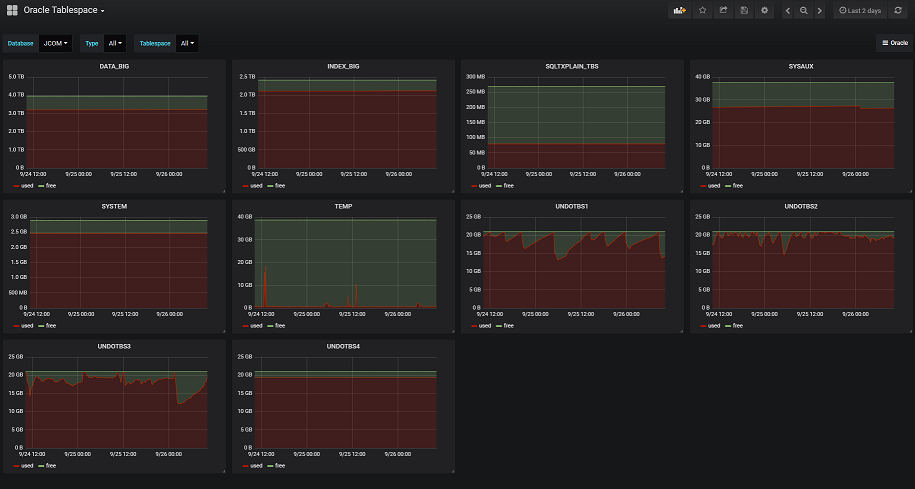 Oracle Tablespace
Last 2 days
Database JCOM Type All Tablespace All Oracle
DATA_BIG
5.0 TB
4.0 TB
3.0 TB
2.0 TB
1.0 TB
0 B
9/24 12:00 9/25 00:00 9/25 12:00 9/26 00:00
used free
INDEX_BIG
2.5 TB
2.0 TB
1.5 TB
1.0 TB
500 GB
0 B
9/24 12:00 9/25 00:00 9/25 12:00 9/26 00:00
used free
SQLTXPLAIN_TBS
300 MB
250 MB
200 MB
150 MB
100 MB
50 MB
0 B
9/24 12:00 9/25 00:00 9/25 12:00 9/26 00:00
used free
SYSAUX
40 GB
30 GB
20 GB
10 GB
0 B
9/24 12:00 9/25 00:00 9/25 12:00 9/26 00:00
used free
SYSTEM
3.0 GB
2.5 GB
2.0 GB
1.5 GB
1.0 GB
500 MB
0 B
9/24 12:00 9/25 00:00 9/25 12:00 9/26 00:00
used free
TEMP
40 GB
30 GB
20 GB
10 GB
0 B
9/24 12:00 9/25 00:00 9/25 12:00 9/26 00:00
used free
UNDOTBS1
25 GB
20 GB
15 GB
10 GB
5 GB
0 B
9/24 12:00 9/25 00:00 9/25 12:00 9/26 00:00
used free
UNDOTBS2
25 GB
20 GB
15 GB
10 GB
5 GB
0 B
9/24 12:00 9/25 00:00 9/25 12:00 9/26 00:00
used free
UNDOTBS3
25 GB
20 GB
15 GB
10 GB
5 GB
0 B
9/24 12:00 9/25 00:00 9/25 12:00 9/26 00:00
used free
UNDOTBS4
25 GB
20 GB
15 GB
10 GB
5 GB
0 B
9/24 12:00 9/25 00:00 9/25 12:00 9/26 00:00
used free